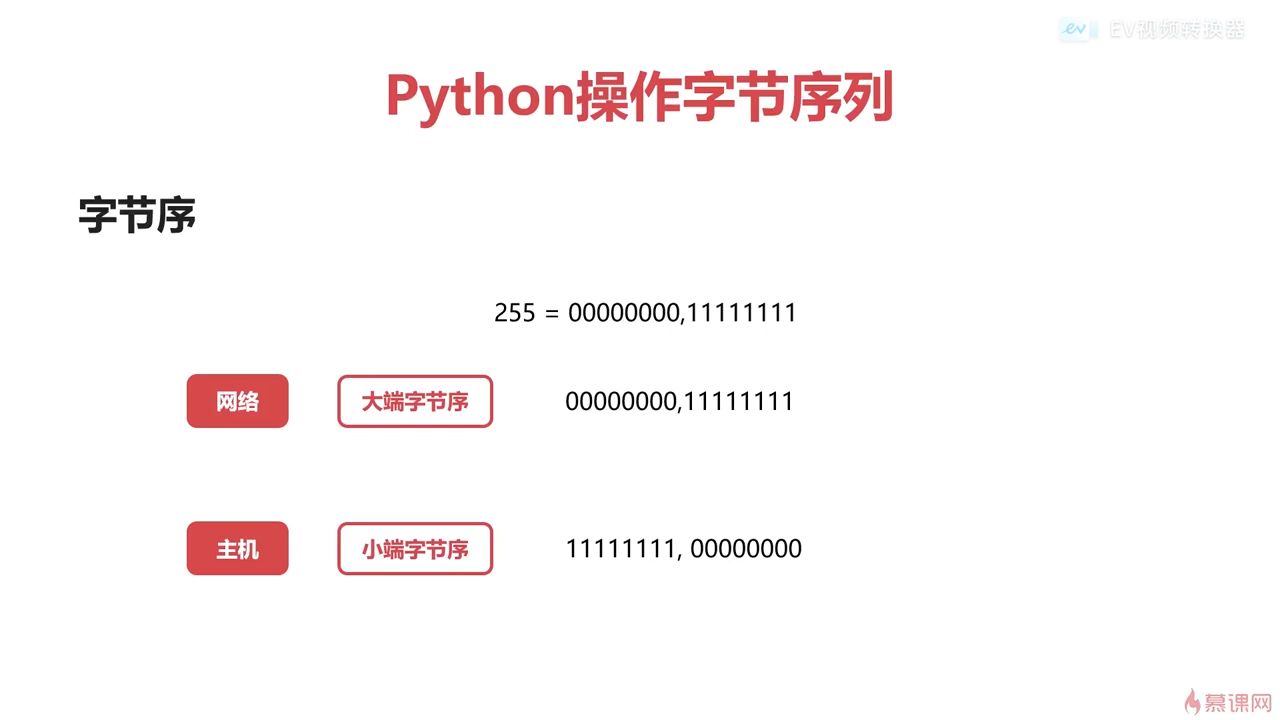 EV视频转换器
Python操作字节序列
字节序
255 = 00000000,11111111
网络 大端字节序 00000000,11111111
主机 小端字节序 11111111, 00000000
慕课网